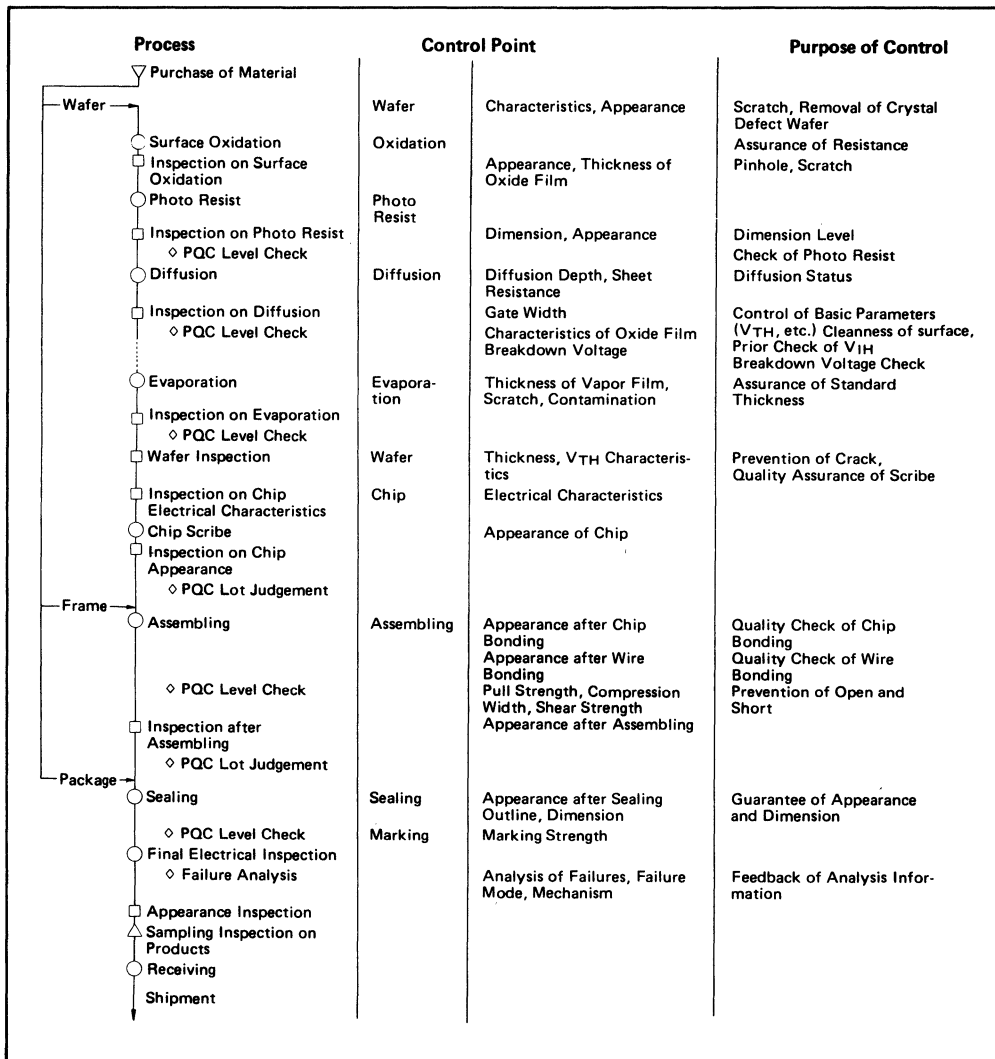 Process Control Point Purpose of Control
Purchase of Material
Wafer Wafer Characteristics, Appearance Scratch, Removal of Crystal
Defect Wafer
Surface Oxidation Oxidation Assurance of Resistance
Inspection on Surface Appearance, Thickness of Pinhole, Scratch
Oxidation Oxide Film
Photo Resist Photo
Resist
Inspection on Photo Resist Dimension, Appearance Dimension Level
◊ PQC Level Check Check of Photo Resist
Diffusion Diffusion Diffusion Depth, Sheet Diffusion Status
Resistance
Inspection on Diffusion Gate Width Control of Basic Parameters
◊ PQC Level Check Characteristics of Oxide Film (VTH, etc.) Cleanness of surface,
Breakdown Voltage Prior Check of VIH
Breakdown Voltage Check
Evaporation Evapora- Thickness of Vapor Film, Assurance of Standard
tion Scratch, Contamination Thickness
Inspection on Evaporation
◊ PQC Level Check
Wafer Inspection Wafer Thickness, VTH Characteris- Prevention of Crack,
tics Quality Assurance of Scribe
Inspection on Chip Chip Electrical Characteristics
Electrical Characteristics
Chip Scribe Appearance of Chip
Inspection on Chip
Appearance
◊ PQC Lot Judgement
Frame
Assembling Assembling Appearance after Chip Quality Check of Chip
Bonding Bonding
Appearance after Wire Quality Check of Wire
Bonding Bonding
◊ PQC Level Check Pull Strength, Compression Prevention of Open and
Width, Shear Strength Short
Inspection after Appearance after Assembling
Assembling
◊ PQC Lot Judgement
Package
Sealing Sealing Appearance after Sealing Guarantee of Appearance
Outline, Dimension and Dimension
◊ PQC Level Check Marking Marking Strength
Final Electrical Inspection
◊ Failure Analysis Analysis of Failures, Failure Feedback of Analysis Infor-
Mode, Mechanism mation
Appearance Inspection
Sampling Inspection on
Products
Receiving
Shipment